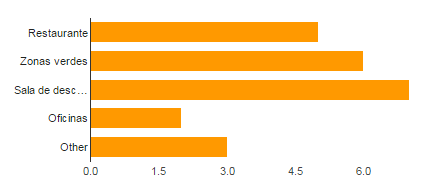 Restaurante
Zonas verdes
Sala de desc...
Oficinas
Other
0.0 1.5 3.0 4.5 6.0